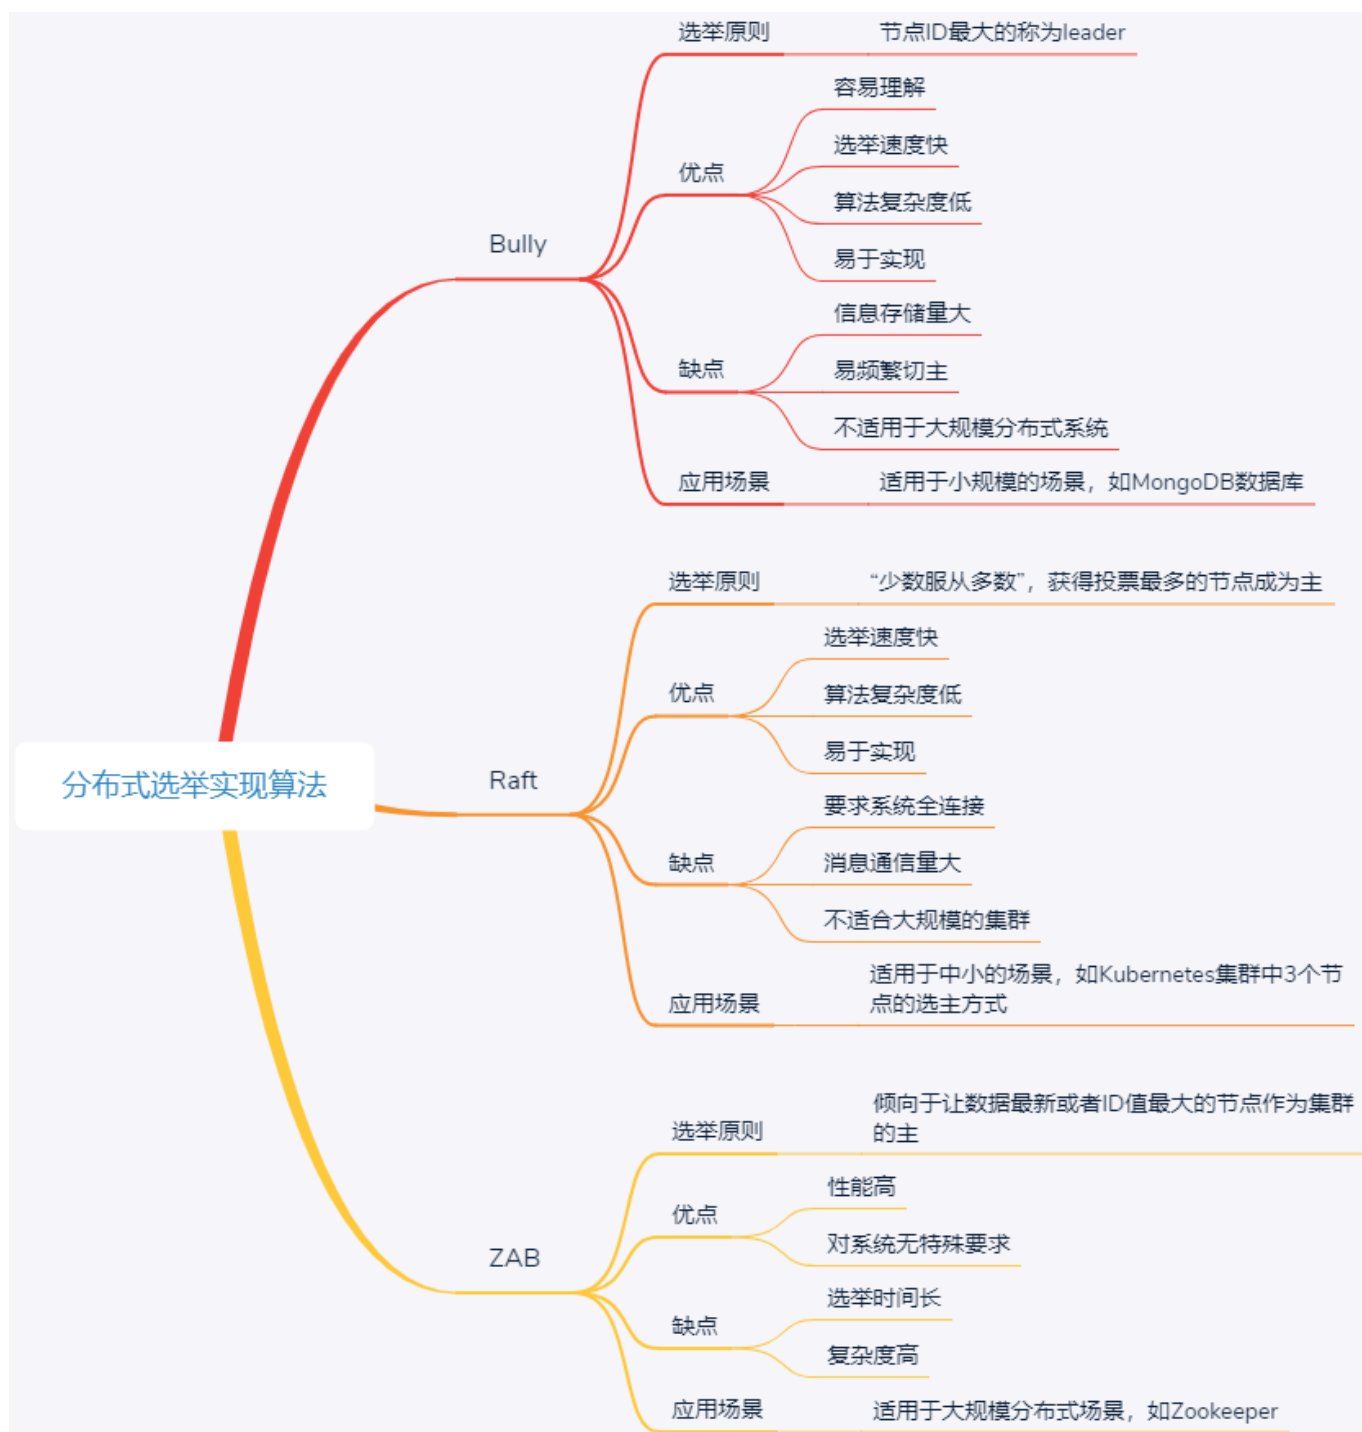 分布式选举实现算法
Bully
选举原则
节点ID最大的称为leader
优点
容易理解
选举速度快
算法复杂度低
易于实现
缺点
信息存储量大
易频繁切主
不适用于大规模分布式系统
应用场景
适用于小规模的场景，如MongoDB数据库
Raft
选举原则
“少数服从多数”，获得投票最多的节点成为主
优点
选举速度快
算法复杂度低
易于实现
缺点
要求系统全连接
消息通信量大
不适合大规模的集群
应用场景
适用于中小的场景，如Kubernetes集群中3个节
点的选主方式
ZAB
选举原则
倾向于让数据最新或者ID值最大的节点作为集群
的主
优点
性能高
对系统无特殊要求
缺点
选举时间长
复杂度高
应用场景
适用于大规模分布式场景，如Zookeeper